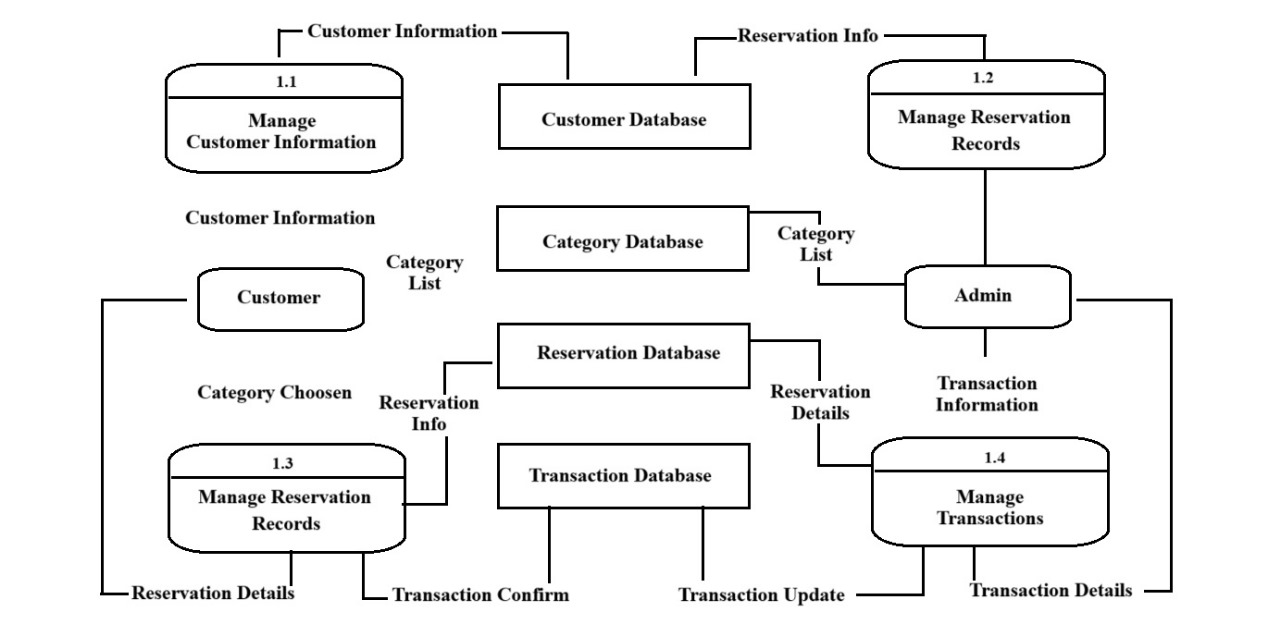 Customer Information
Reservation Info
1.1
Manage
Customer Information
Customer Database
1.2
Manage Reservation
Records
Customer Information
Category
List
Category Database
Category
List
Customer
Admin
Reservation Database
Category Choosen
Reservation
Info
Reservation
Details
Transaction
Information
1.3
Manage Reservation
Records
Transaction Database
1.4
Manage
Transactions
Reservation Details
Transaction Confirm
Transaction Update
Transaction Details